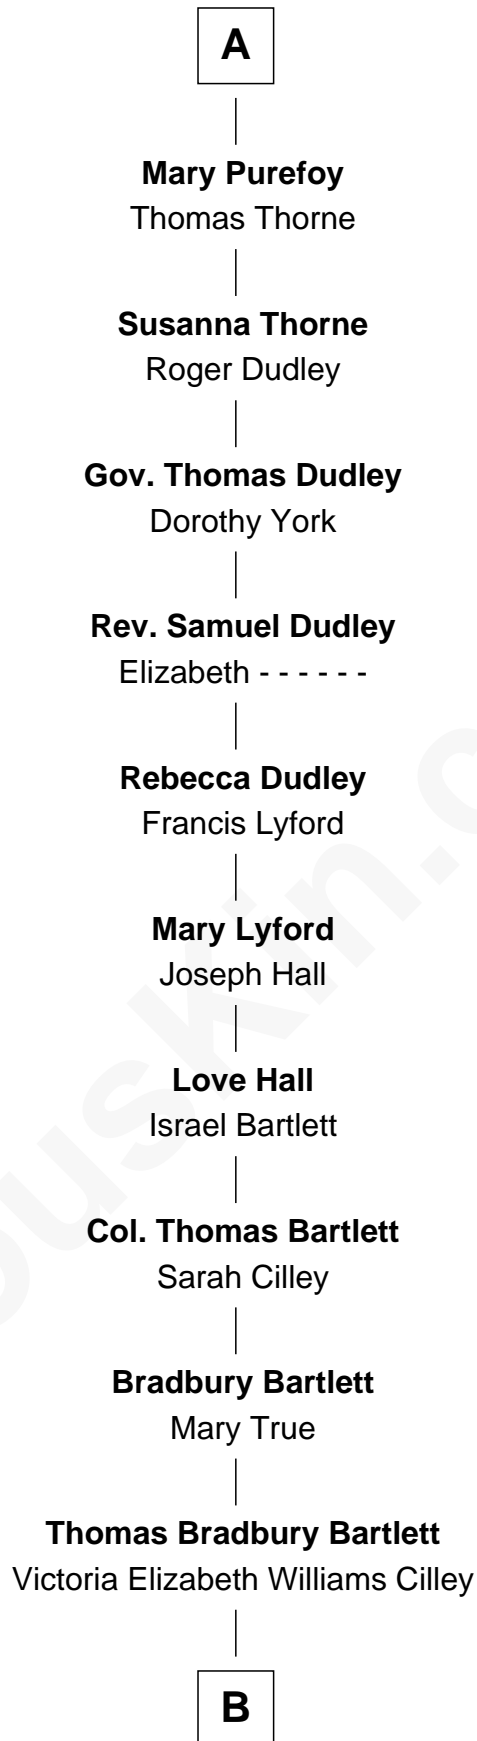 A
Mary Purefoy
Thomas Thorne
Susanna Thorne
Roger Dudley
Gov. Thomas Dudley
Dorothy York
Rev. Samuel Dudley
Elizabeth - - - - - -
Rebecca Dudley
Francis Lyford
Mary Lyford
Joseph Hall
Love Hall
Israel Bartlett
Col. Thomas Bartlett
Sarah Cilley
Bradbury Bartlett
Mary True
Thomas Bradbury Bartlett
Victoria Elizabeth Williams Cilley
B